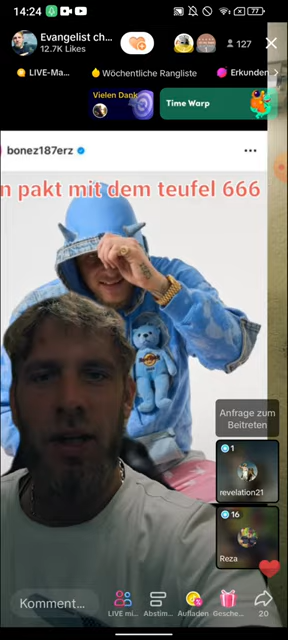 14:24
77
Evangelist ch...
12.7K Likes
127
LIVE-Ma...
Wöchentliche Rangliste
Erkunden
Vielen Dank
Time Warp
bonez187erz
n pakt mit dem teufel 666
Anfrage zum
Beitreten
1
revelation21
16
Reza
Komment...
LIVE mi...
Abstim...
Aufladen
Gesche...
20